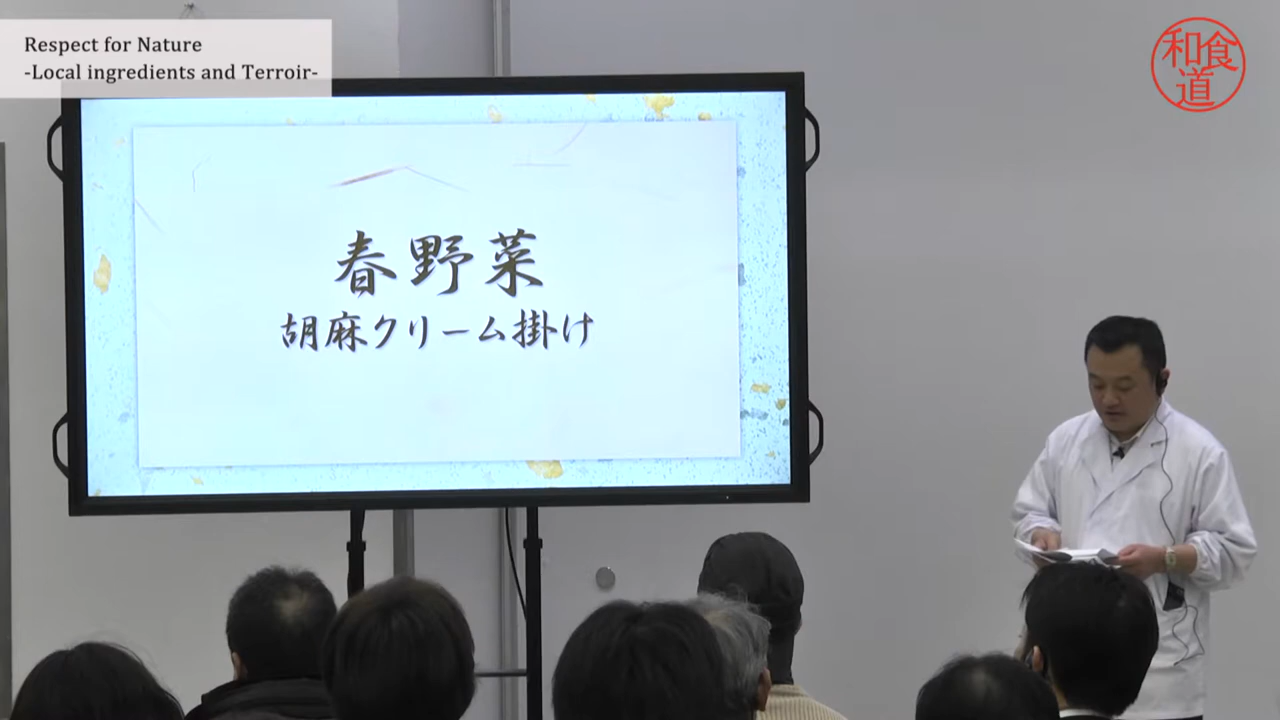 Respect for Nature
-Local ingredients and Terroir-
和食
道
春野菜
胡麻クリーム掛け